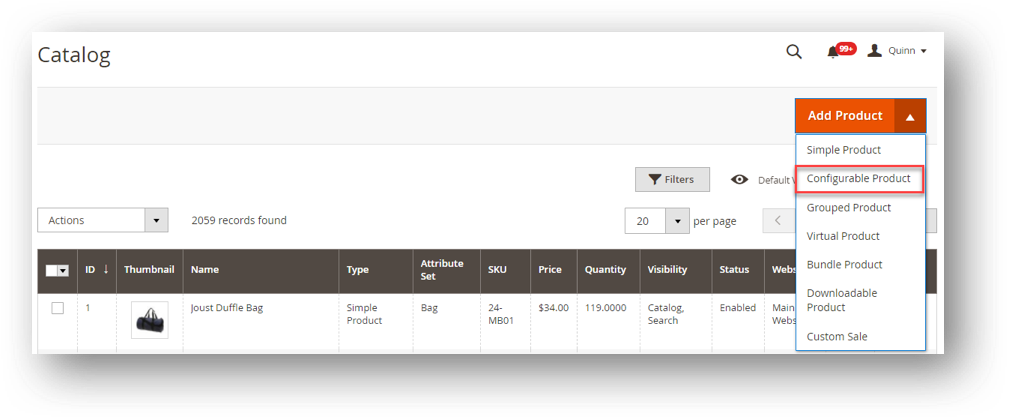 Catalog
99+
Quinn
Add Product
Simple Product
Configurable Product
Grouped Product
Virtual Product
Bundle Product
Downloadable
Product
Custom Sale
Filters
Default
Actions
2059 records found
20
per page
ID ↓ Thumbnail Name Type Attribute Set SKU Price Quantity Visibility Status
1 Joust Duffle Bag Simple Product Bag 24-MB01 $34.00 119.0000 Catalog, Search Enabled Main